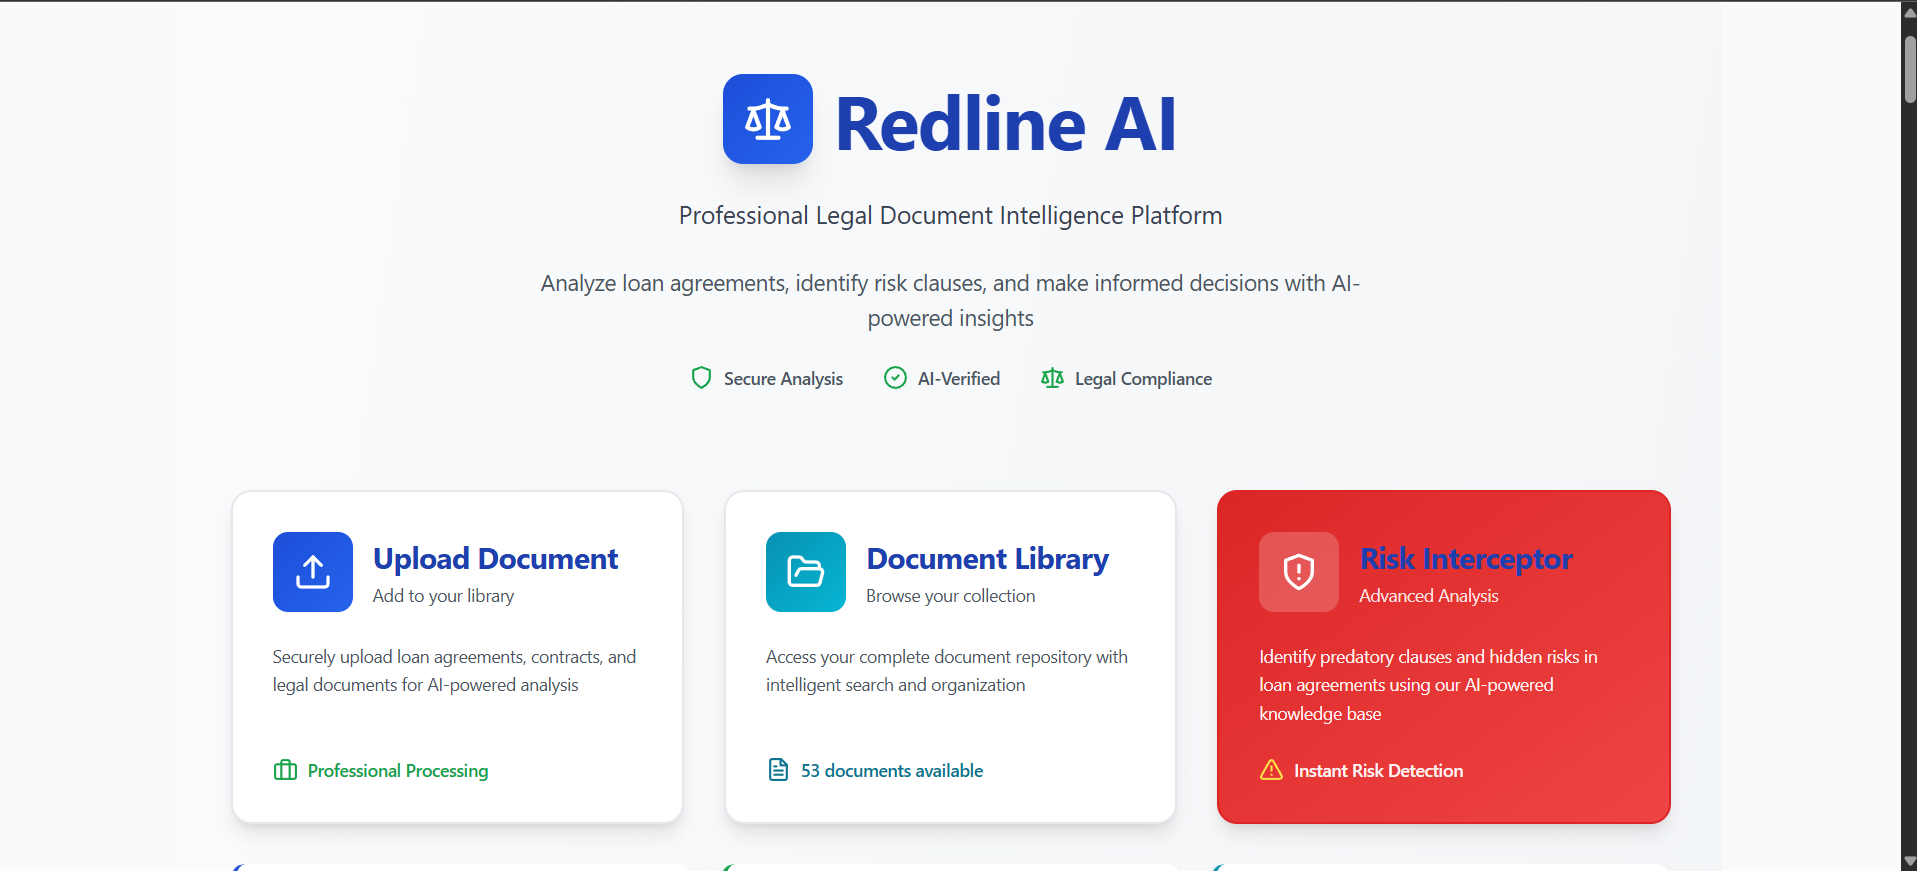 Redline AI
Professional Legal Document Intelligence Platform
Analyze loan agreements, identify risk clauses, and make informed decisions with AI-
powered insights
Secure Analysis
AI-Verified
Legal Compliance
Upload Document
Add to your library
Securely upload loan agreements, contracts, and
legal documents for AI-powered analysis
Professional Processing
Document Library
Browse your collection
Access your complete document repository with
intelligent search and organization
53 documents available
Risk Interceptor
Advanced Analysis
Identify predatory clauses and hidden risks in
loan agreements using our AI-powered
knowledge base
Instant Risk Detection